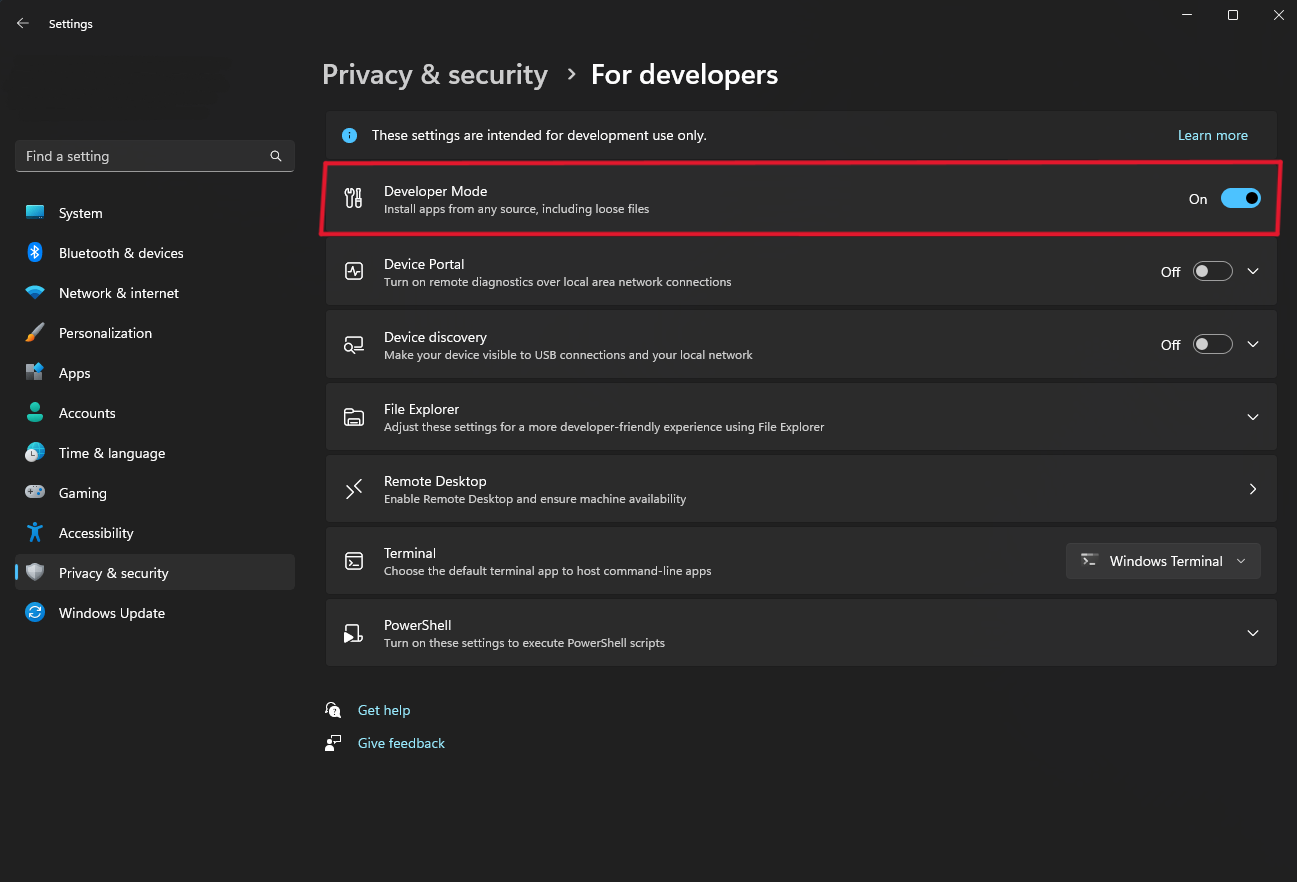 Settings
Privacy & security > For developers
These settings are intended for development use only.
Learn more
Find a setting
Developer Mode
Install apps from any source, including loose files
On
System
Bluetooth & devices
Network & internet
Personalization
Apps
Accounts
Time & language
Gaming
Accessibility
Privacy & security
Windows Update
Device Portal
Turn on remote diagnostics over local area network connections
Off
Device discovery
Make your device visible to USB connections and your local network
Off
File Explorer
Adjust these settings for a more developer-friendly experience using File Explorer
Remote Desktop
Enable Remote Desktop and ensure machine availability
Terminal
Choose the default terminal app to host command-line apps
Windows Terminal
PowerShell
Turn on these settings to execute PowerShell scripts
Get help
Give feedback